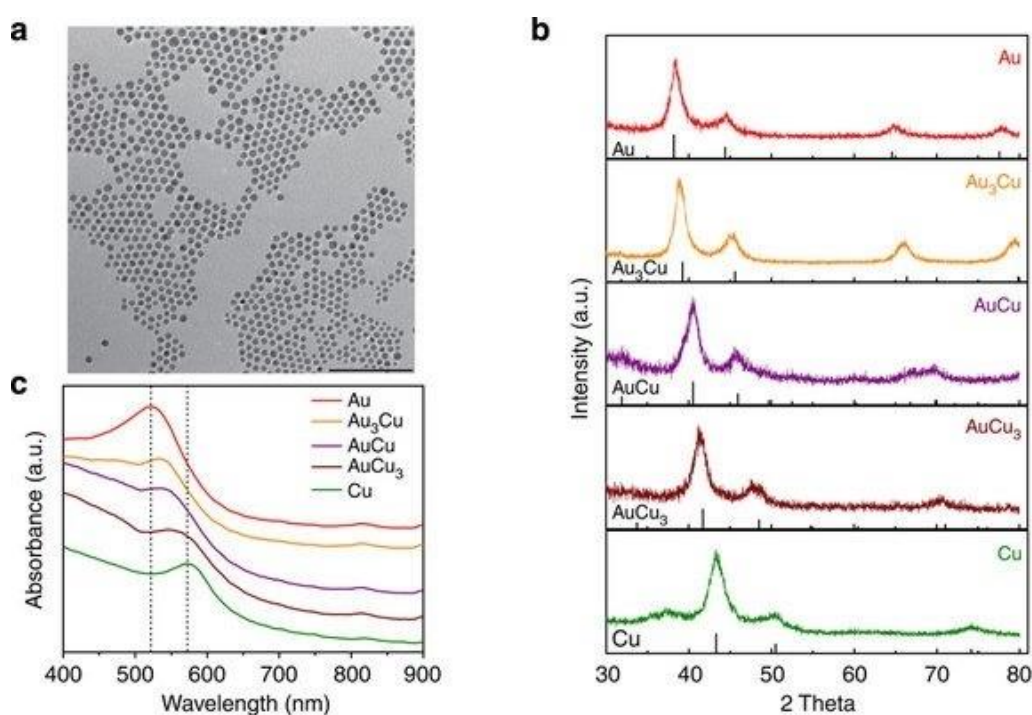 a
b
Au
Au
Au₃Cu
Au₃Cu
AuCu
AuCu
AuCu₃
AuCu₃
Cu
Cu
Intensity (a.u.)
30 40 50 60 70 80
2 Theta
c
Au
Au₃Cu
AuCu
AuCu₃
Cu
Absorbance (a.u.)
400 500 600 700 800 900
Wavelength (nm)